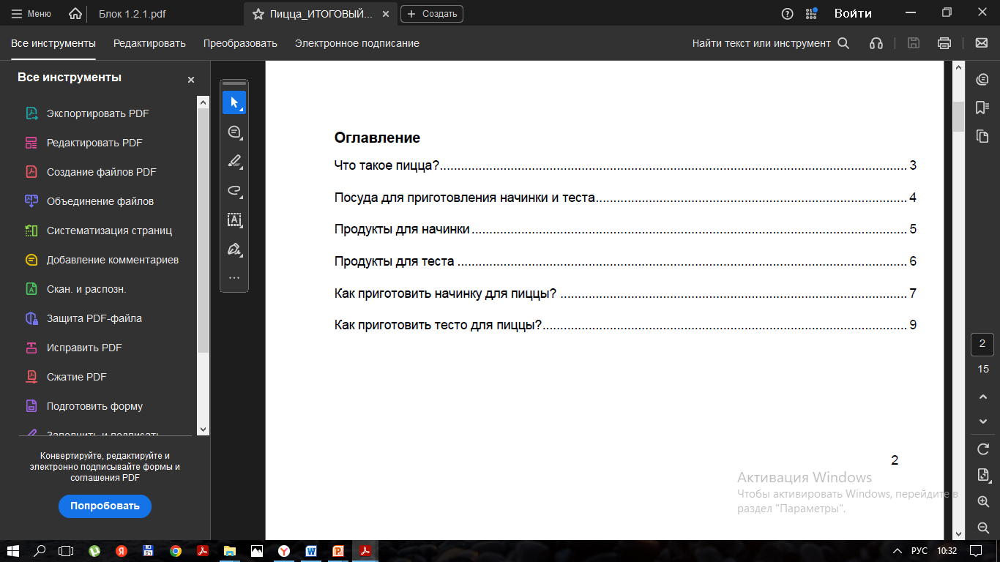 Меню
Блок 1.2.1.pdf
Пицца_ИТОГОВЫЙ...
Создать
Войти
Все инструменты
Редактировать
Преобразовать
Электронное подписание
Найти текст или инструмент
Все инструменты
Экспортировать PDF
Редактировать PDF
Создание файлов PDF
Объединение файлов
Систематизация страниц
Добавление комментариев
Скан. и распозн.
Защита PDF-файла
Исправить PDF
Сжатие PDF
Подготовить форму
Заполнить и подписать
Конвертируйте, редактируйте и
электронно подписывайте формы и
соглашения PDF
Попробовать
Оглавление
Что такое пицца?........ 3
Посуда для приготовления начинки и теста........ 4
Продукты для начинки ........ 5
Продукты для теста ........ 6
Как приготовить начинку для пиццы? ........ 7
Как приготовить тесто для пиццы?........ 9
2
Активация Windows
Чтобы активировать Windows, перейдите в
раздел "Параметры".
2
15
64
РУС
10:32